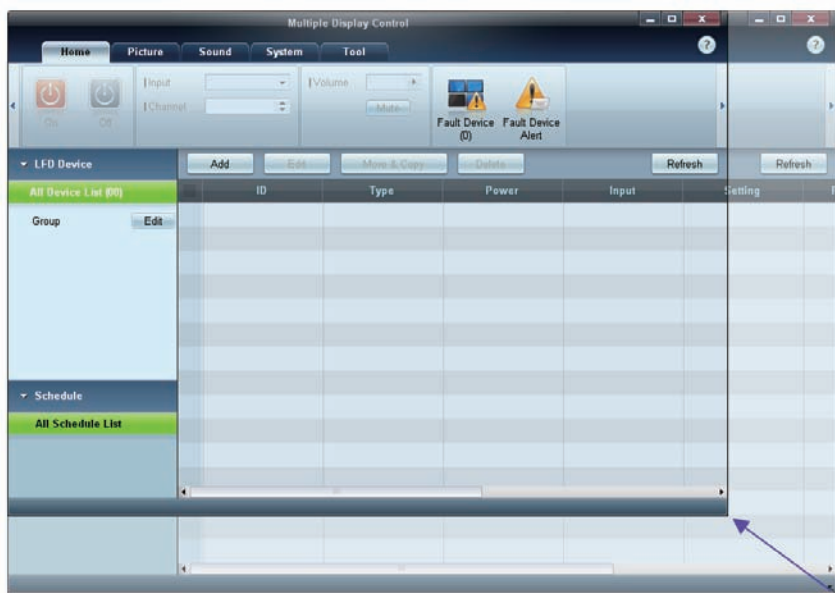 Multiple Display Control
Home Picture Sound System Tool
Input Volume
On Off Channel Mute Fault Device (0) Fault Device Alert
LFD Device Add Edit Move & Copy Delete Refresh Refresh
All Device List (00) ID Type Power Input Setting
Group Edit
Schedule
All Schedule List